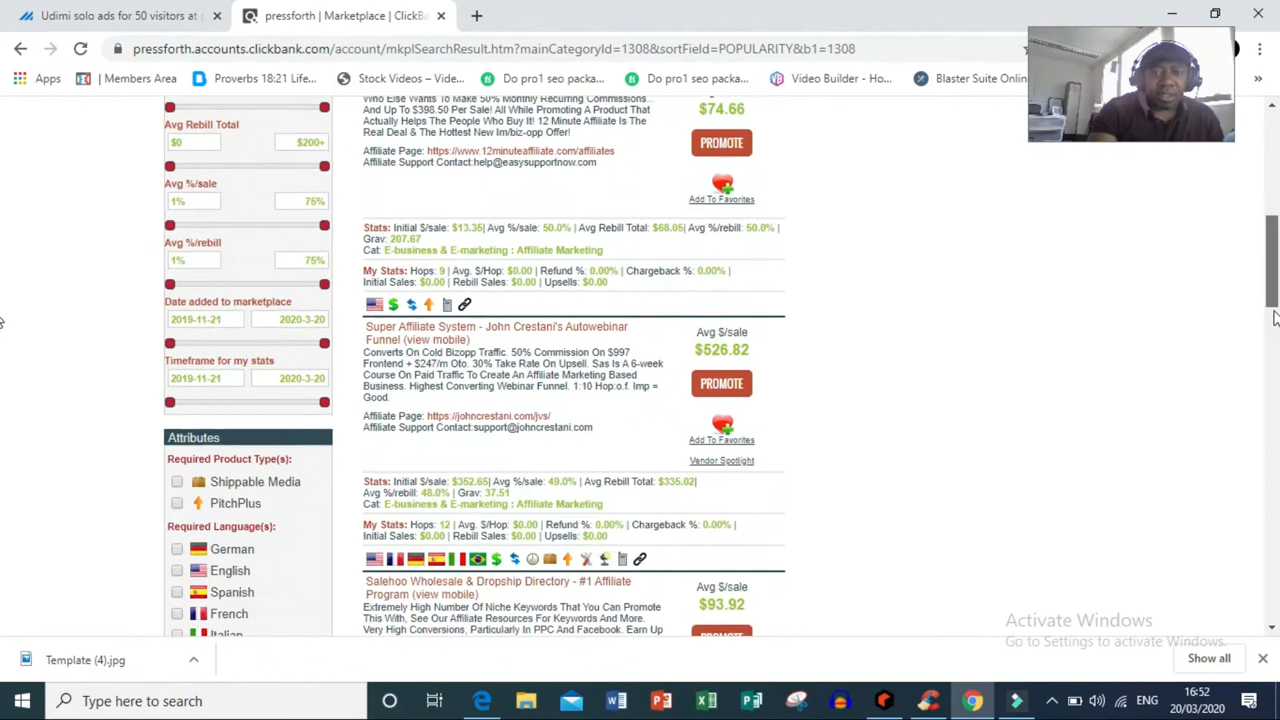 Udimi solo ads for 50 visitors at
pressforth | Marketplace | ClickBa
pressforth.accounts.clickbank.com/account/mkplSearchResult.htm?mainCategoryId=1308&sortField=POPULARITY&b1=1308
Apps
| Members Area
Proverbs 18:21 Life...
Stock Videos – Vide...
Do pro1 seo packa...
Do pro1 seo packa...
Video Builder - Ho...
Blaster Suite Onlin
Avg Rebill Total
$0
$200+
Avg %/sale
1%
75%
Avg %/rebill
1%
75%
Date added to marketplace
2019-11-21
2020-3-20
Timeframe for my stats
2019-11-21
2020-3-20
Attributes
Required Product Type(s):
Shippable Media
PitchPlus
Required Language(s):
German
English
Spanish
French
Italian
Who Else Wants To Make 50% Monthly Recurring Commissions...
And Up To $398.50 Per Sale! All While Promoting A Product That
Actually Helps The People Who Buy It! 12 Minute Affiliate Is The
Real Deal & The Hottest New Im/biz-opp Offer!
Affiliate Page: https://www.12minuteaffiliate.com/affiliates
Affiliate Support Contact:help@easysupportnow.com
$74.66
PROMOTE
Add To Favorites
Stats: Initial $/sale: $13.35| Avg %/sale: 50.0% | Avg Rebill Total: $68.05| Avg %/rebill: 50.0% |
Grav: 207.67
Cat: E-business & E-marketing : Affiliate Marketing
My Stats: Hops: 9 | Avg. $/Hop: $0.00 | Refund %: 0.00% | Chargeback %: 0.00% |
Initial Sales: $0.00 | Rebill Sales: $0.00 | Upsells: $0.00
Super Affiliate System - John Crestani's Autowebinar
Funnel (view mobile)
Converts On Cold Bizopp Traffic. 50% Commission On $997
Frontend + $247/m Oto. 30% Take Rate On Upsell. Sas Is A 6-week
Course On Paid Traffic To Create An Affiliate Marketing Based
Business. Highest Converting Webinar Funnel. 1:10 Hop:o.f. Imp =
Good.
Affiliate Page: https://johncrestani.com/jvs/
Affiliate Support Contact:support@johncrestani.com
Avg $/sale
$526.82
PROMOTE
Add To Favorites
Vendor Spotlight
Stats: Initial $/sale: $352.65| Avg %/sale: 49.0% | Avg Rebill Total: $335.02|
Avg %/rebill: 48.0% | Grav: 37.51
Cat: E-business & E-marketing : Affiliate Marketing
My Stats: Hops: 12 | Avg. $/Hop: $0.00 | Refund %: 0.00% | Chargeback %: 0.00% |
Initial Sales: $0.00 | Rebill Sales: $0.00 | Upsells: $0.00
Salehoo Wholesale & Dropship Directory - #1 Affiliate
Program (view mobile)
Extremely High Number Of Niche Keywords That You Can Promote
This With, See Our Affiliate Resources For Keywords And More.
Very High Conversions, Particularly In PPC And Facebook. Earn Up
Avg $/sale
$93.92
PROMOTE
Activate Windows
Go to Settings to activate Windows.
Template (4).jpg
Show all
Type here to search
ENG
16:52
20/03/2020